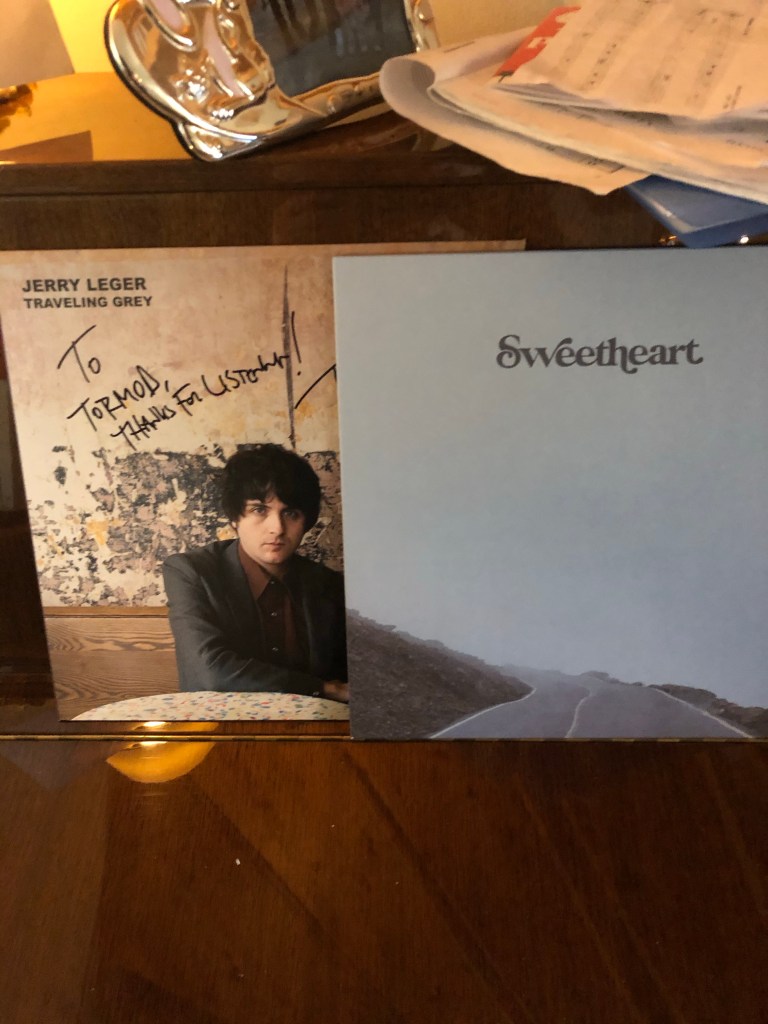 JERRY LEGER
TRAVELING GREY
To
TORMOD,
THANKS FOR LISTENING!
Sweetheart